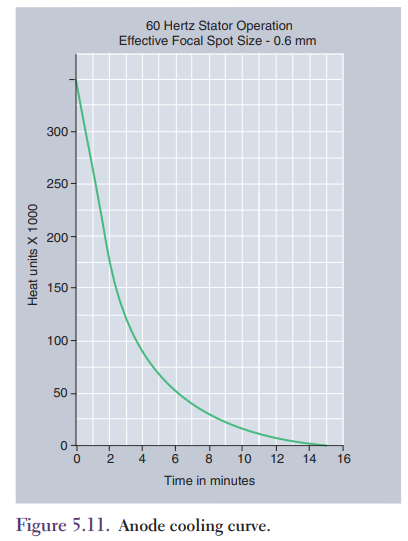 60 Hertz Stator Operation
Effective Focal Spot Size - 0.6 mm
Heat units X 1000
300
250
200
150
100
50
0
0 2 4 6 8 10 12 14 16
Time in minutes
Figure 5.11. Anode cooling curve.